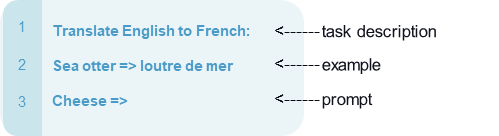 1 Translate English to French: <------task description
2 Sea otter => loutre de mer <------example
3 Cheese => <------prompt